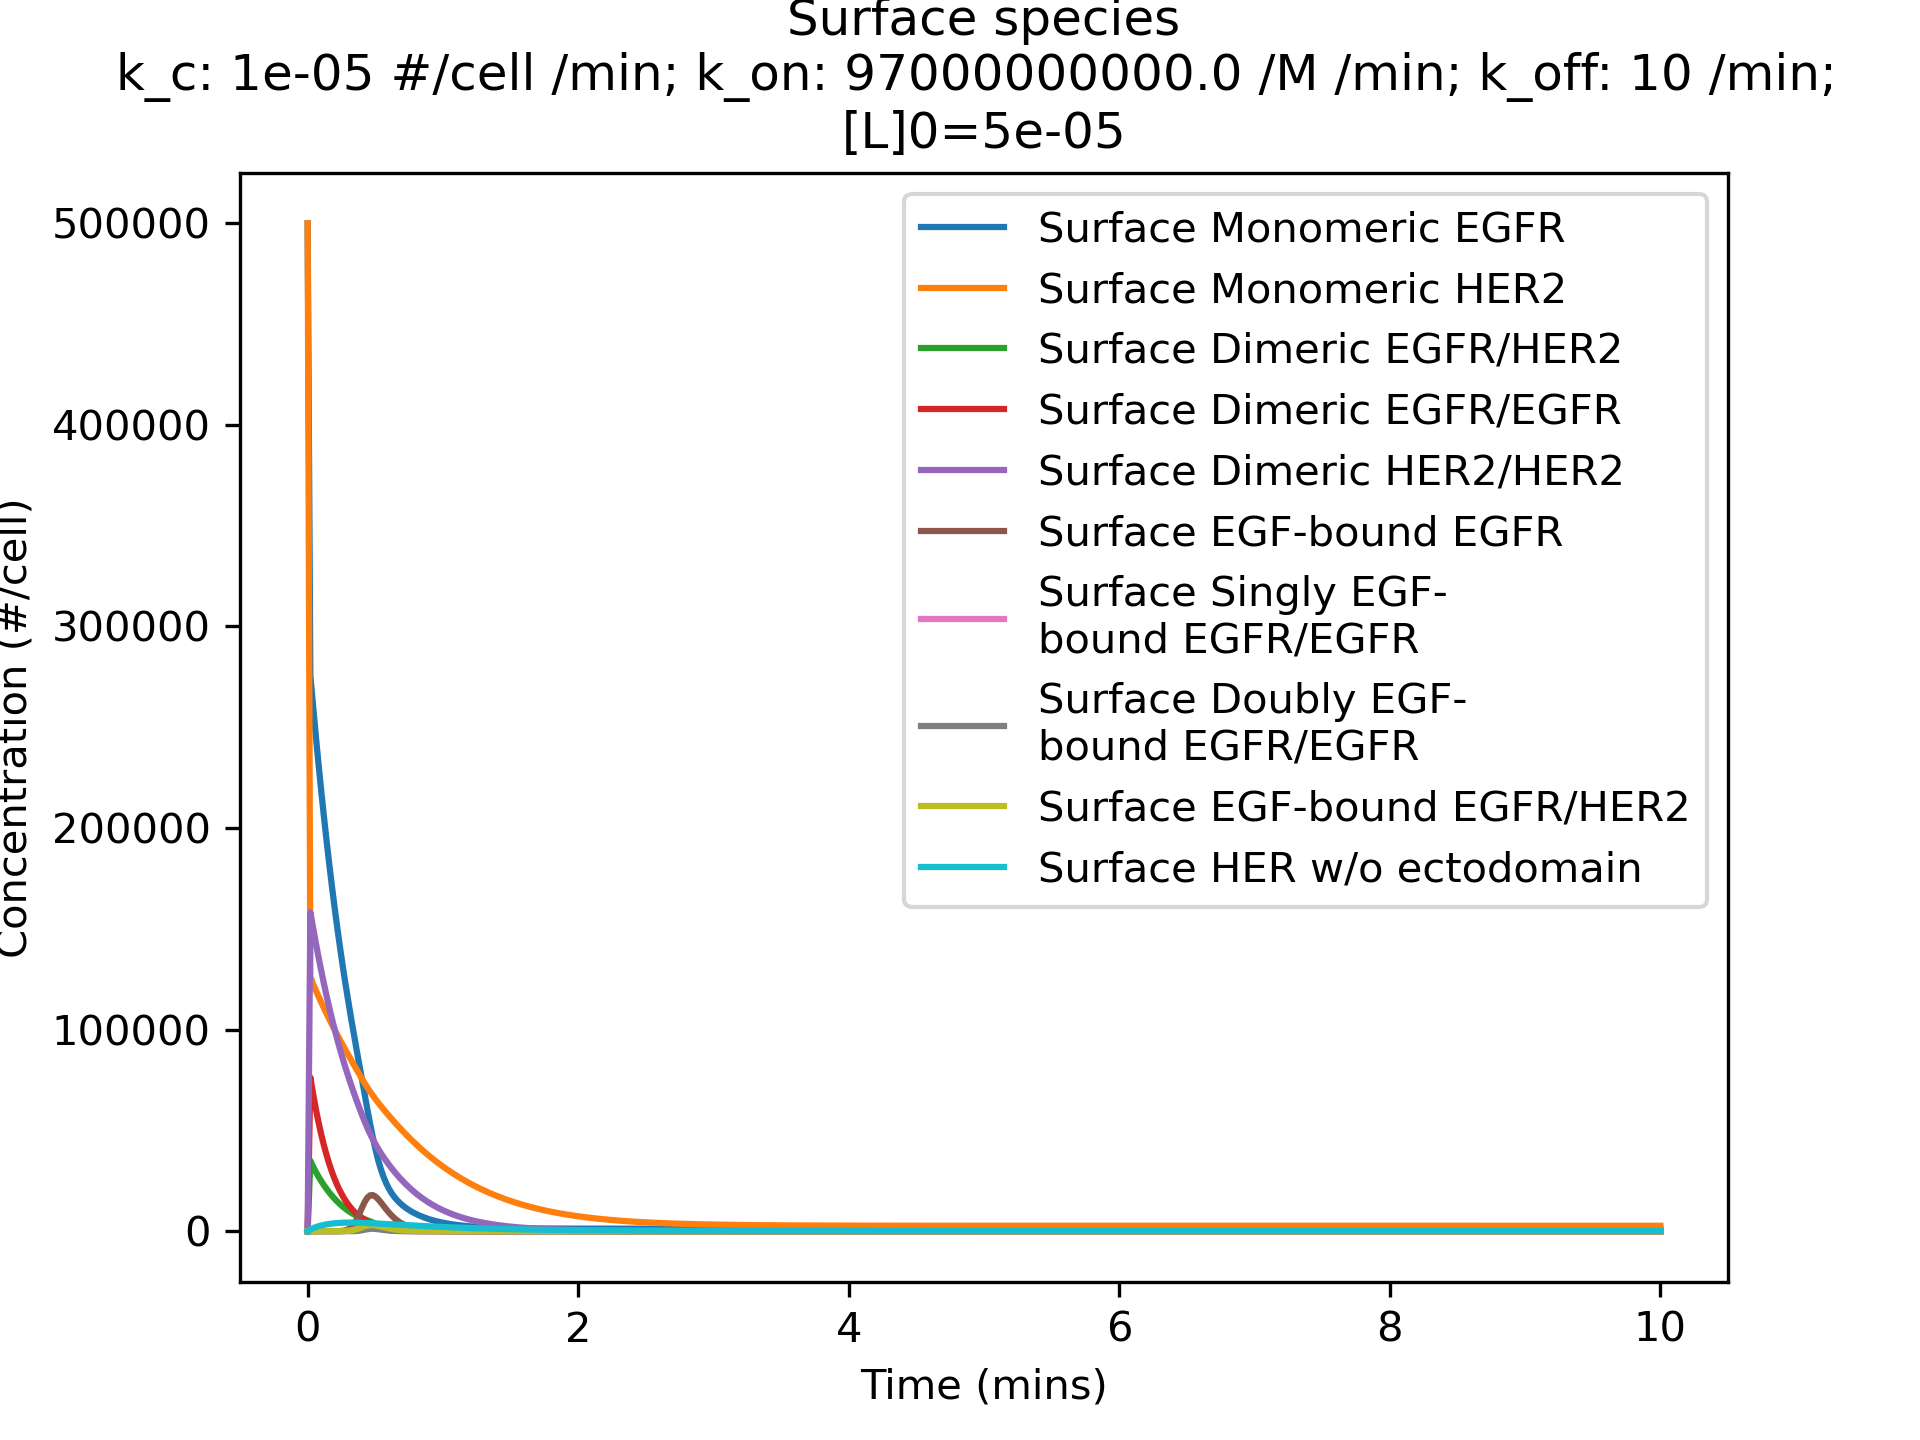 Surface species
k_c: 1e-05 #/cell /min; k_on: 97000000000.0 /M /min; k_off: 10 /min;
[L]0=5e-05
Concentration (#/cell)
500000
400000
300000
200000
100000
0
Surface Monomeric EGFR
Surface Monomeric HER2
Surface Dimeric EGFR/HER2
Surface Dimeric EGFR/EGFR
Surface Dimeric HER2/HER2
Surface EGF-bound EGFR
Surface Singly EGF-
bound EGFR/EGFR
Surface Doubly EGF-
bound EGFR/EGFR
Surface EGF-bound EGFR/HER2
Surface HER w/o ectodomain
0 2 4 6 8 10
Time (mins)